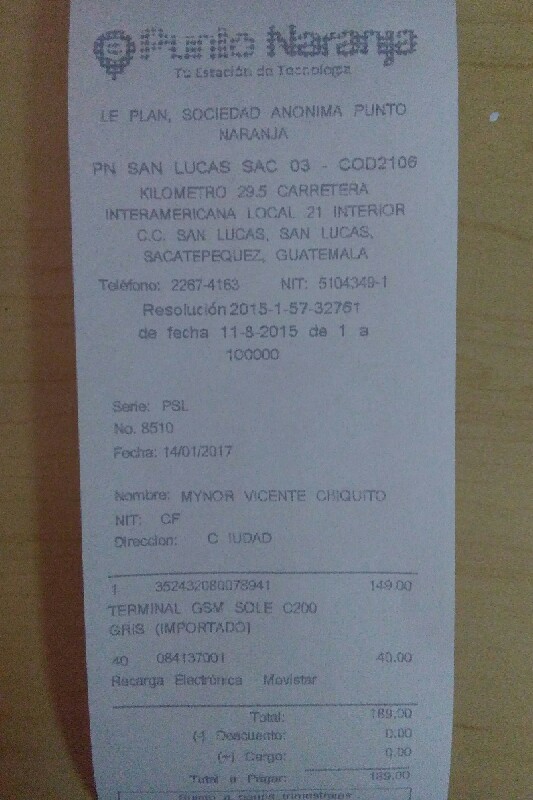 Punto Naranja
Tu Estación de Tecnología
LE PLAN, SOCIEDAD ANONIMA PUNTO
NARANJA
PN SAN LUCAS SAC 03 - COD2106
KILOMETRO 29.5 CARRETERA
INTERAMERICANA LOCAL 21 INTERIOR
C.C. SAN LUCAS, SAN LUCAS,
SACATEPEQUEZ, GUATEMALA
Teléfono: 2267-4163 NIT: 5104349-1
Resolución 2015-1-57-32761
de fecha 11-8-2015 de 1 a
100000
Serie: PSL
No. 8510
Fecha: 14/01/2017
Nombre: MYNOR VICENTE CHIQUITO
NIT: CF
Direccion: C IUDAD
1 352432080078941 149.00
TERMINAL GSM SOLE C200
GRIS (IMPORTADO)
40 084137001 40.00
Recarga Electrónica Movistar
Total: 189.00
(-) Descuento: 0.00
(+) Cargo: 0.00
Total a Pagar: 189.00